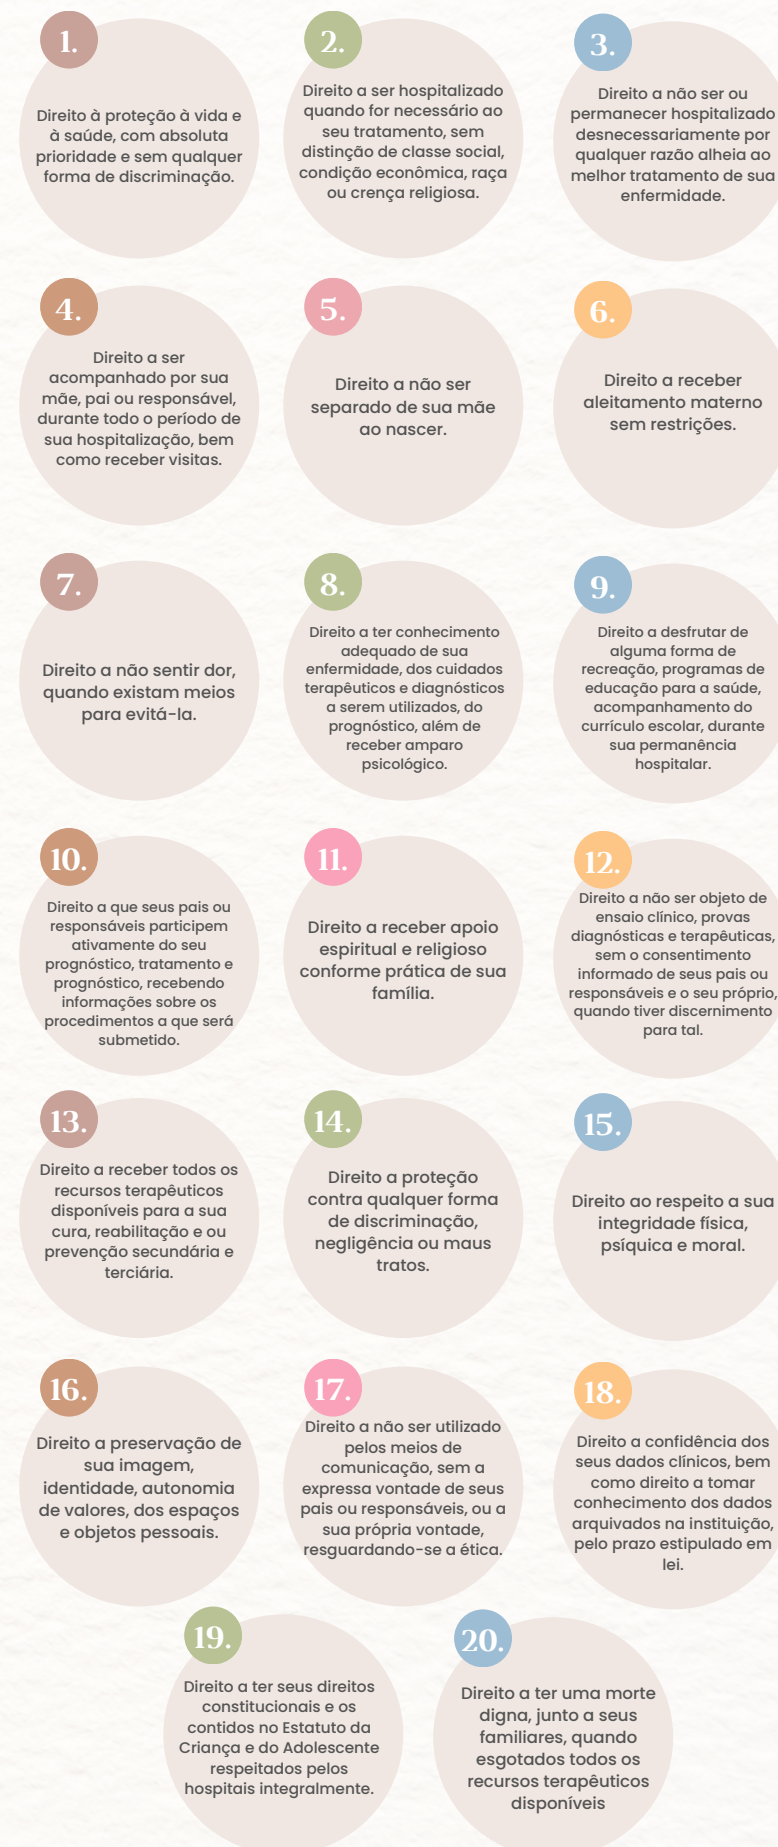 1.
Direito à proteção à vida e
à saúde, com absoluta
prioridade e sem qualquer
forma de discriminação.
2.
Direito a ser hospitalizado
quando for necessário ao
seu tratamento, sem
distinção de classe social,
condição econômica, raça
ou crença religiosa.
3.
Direito a não ser ou
permanecer hospitalizado
desnecessariamente por
qualquer razão alheia ao
melhor tratamento de sua
enfermidade.
4.
Direito a ser
acompanhado por sua
mãe, pai ou responsável,
durante todo o período de
sua hospitalização, bem
como receber visitas.
5.
Direito a não ser
separado de sua mãe
ao nascer.
6.
Direito a receber
aleitamento materno
sem restrições.
7.
Direito a não sentir dor,
quando existam meios
para evitá-la.
8.
Direito a ter conhecimento
adequado de sua
enfermidade, dos cuidados
terapêuticos e diagnósticos
a serem utilizados, do
prognóstico, além de
receber amparo
psicológico.
9.
Direito a desfrutar de
alguma forma de
recreação, programas de
educação para a saúde,
acompanhamento do
currículo escolar, durante
sua permanência
hospitalar.
10.
Direito a que seus pais ou
responsáveis participem
ativamente do seu
prognóstico, tratamento e
prognóstico, recebendo
informações sobre os
procedimentos a que será
submetido.
11.
Direito a receber apoio
espiritual e religioso
conforme prática de sua
família.
12.
Direito a não ser objeto de
ensaio clínico, provas
diagnósticas e terapêuticas,
sem o consentimento
informado de seus pais ou
responsáveis e o seu próprio,
quando tiver discernimento
para tal.
13.
Direito a receber todos os
recursos terapêuticos
disponíveis para a sua
cura, reabilitação e ou
prevenção secundária e
terciária.
14.
Direito a proteção
contra qualquer forma
de discriminação,
negligência ou maus
tratos.
15.
Direito ao respeito a sua
integridade física,
psíquica e moral.
16.
Direito a preservação de
sua imagem,
identidade, autonomia
de valores, dos espaços
e objetos pessoais.
17.
Direito a não ser utilizado
pelos meios de
comunicação, sem a
expressa vontade de seus
pais ou responsáveis, ou a
sua própria vontade,
resguardando-se a ética.
18.
Direito a confidência dos
seus dados clínicos, bem
como direito a tomar
conhecimento dos dados
arquivados na instituição,
pelo prazo estipulado em
lei.
19.
Direito a ter seus direitos
constitucionais e os
contidos no Estatuto da
Criança e do Adolescente
respeitados pelos
hospitais integralmente.
20.
Direito a ter uma morte
digna, junto a seus
familiares, quando
esgotados todos os
recursos terapêuticos
disponíveis